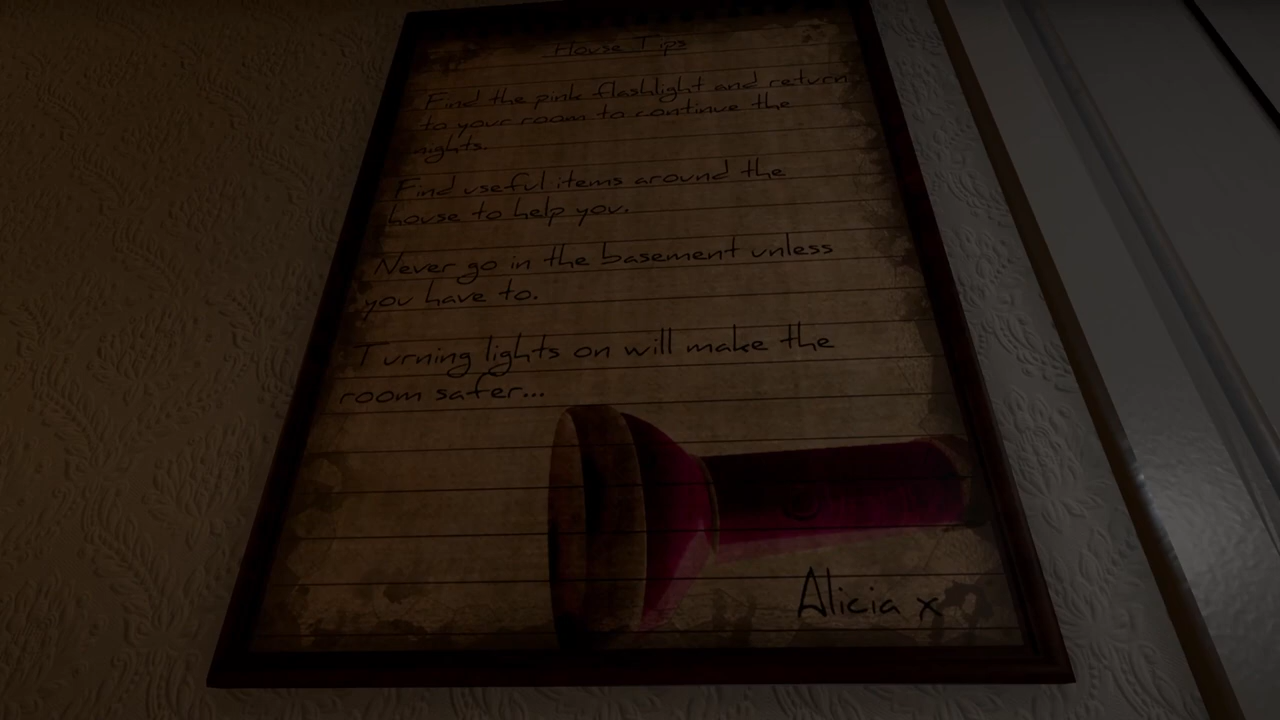 House Tips
Find the pink flashlight and return
to your room to continue the
nights.
Find useful items around the
house to help you.
Never go in the basement unless
you have to.
Turning lights on will make the
room safer...
Alicia x